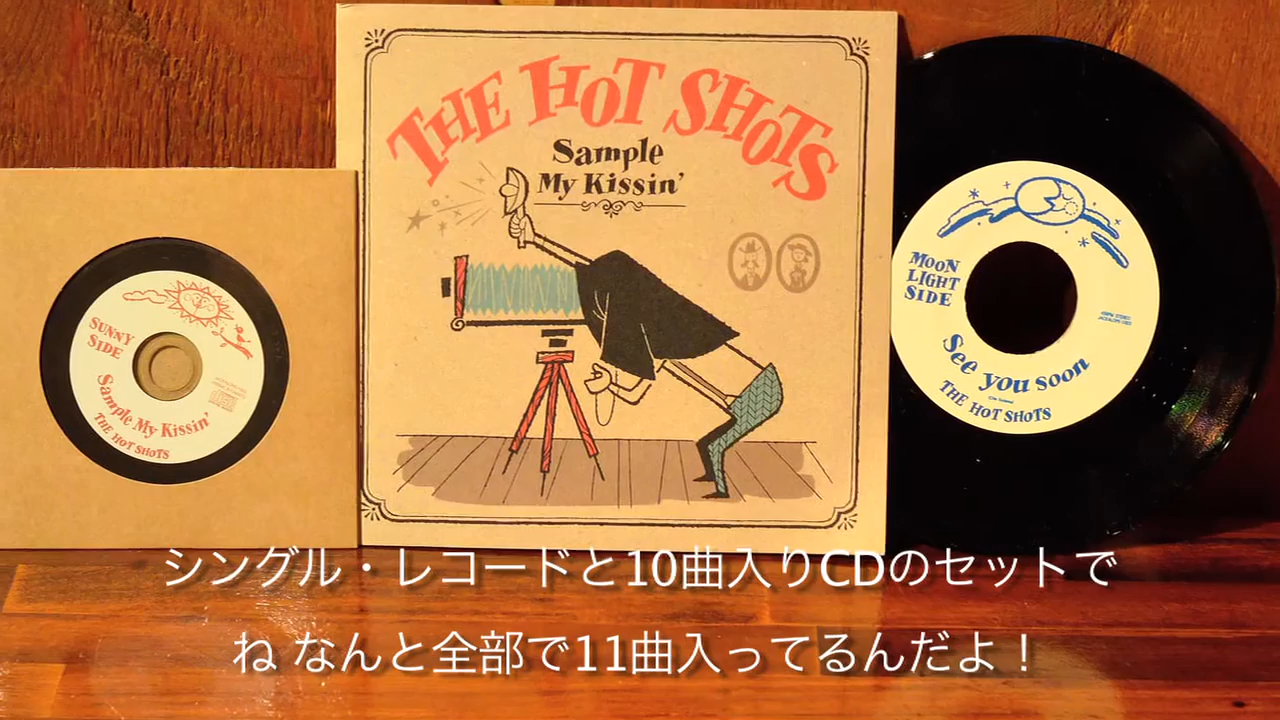 THE HOT SHOTS
Sample
My Kissin'
SUNNY
SIDE
Sample My Kissin'
THE HOT SHOTS
MOON
LIGHT
SIDE
See you soon
THE HOT SHOTS
シングル・レコードと10曲入りCDのセットで
ね なんと全部で11曲入ってるんだよ！